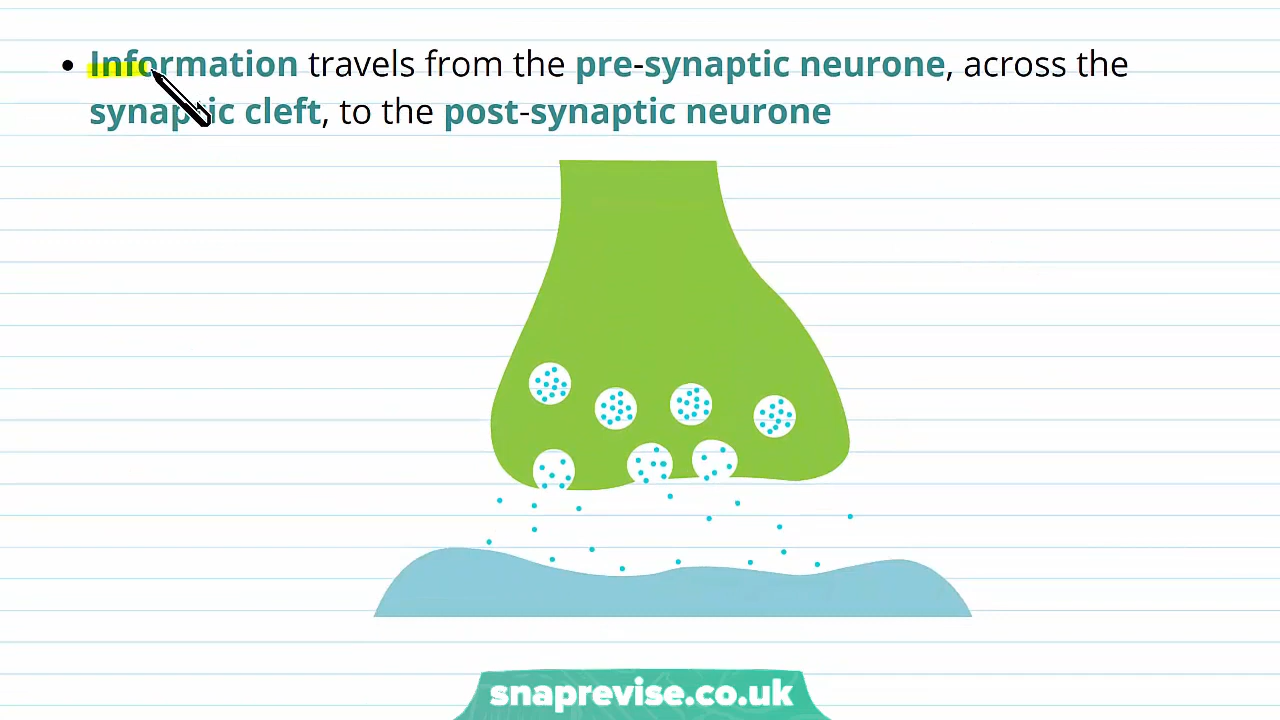 • Information travels from the pre-synaptic neurone, across the
synaptic cleft, to the post-synaptic neurone
snaprevise.co.uk